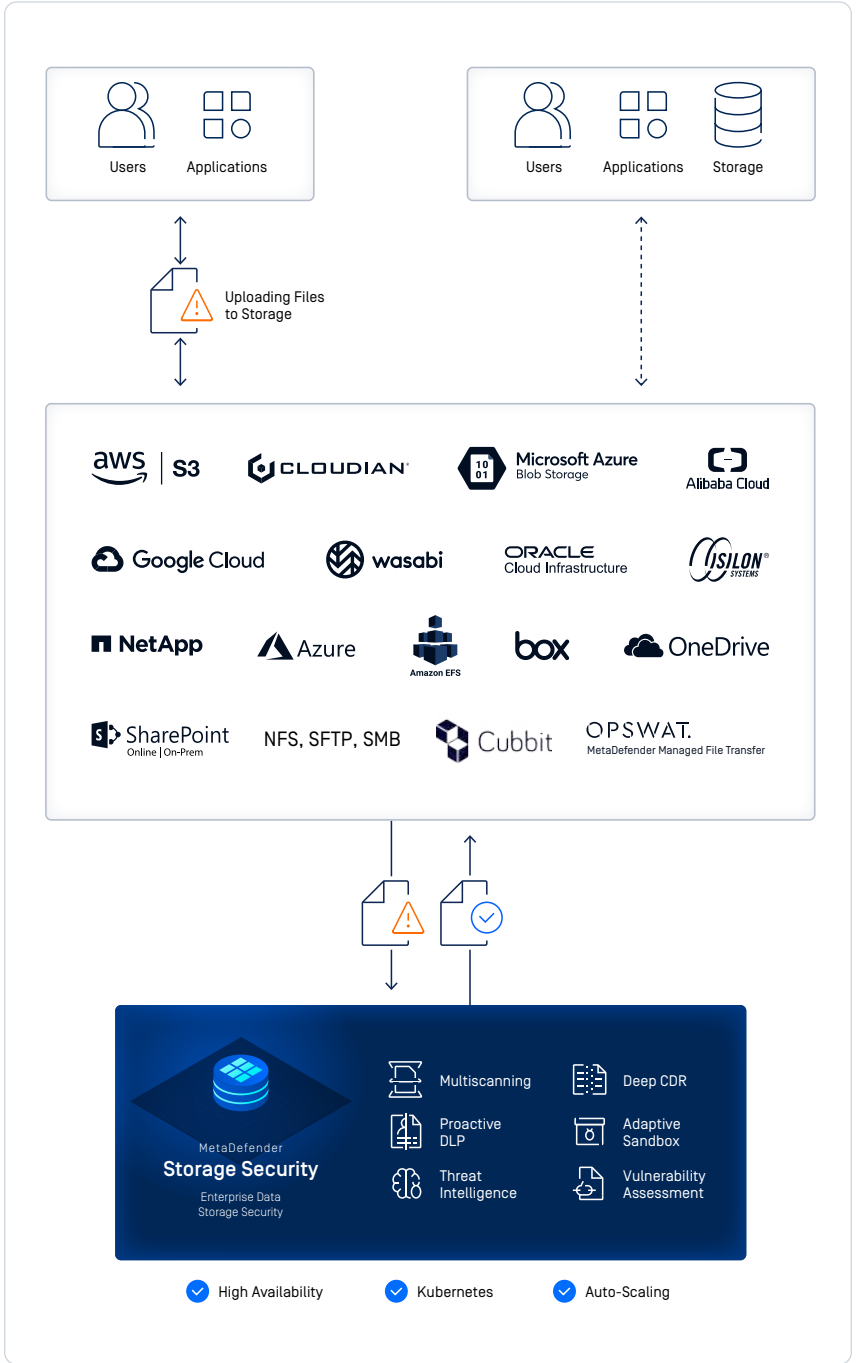 Users
Applications
Users
Applications
Storage
Uploading Files
to Storage
aws | S3
CLOUDIAN®
10
01
Microsoft Azure
Blob Storage
Alibaba Cloud
Google Cloud
wasabi
ORACLE
Cloud Infrastructure
ISILON®
SYSTEMS
NetApp
Azure
Amazon EFS
box
OneDrive
S
SharePoint
Online | On-Prem
NFS, SFTP, SMB
Cubbit
OPSWAT.
MetaDefender Managed File Transfer
MetaDefender
Storage Security
Enterprise Data
Storage Security
Multiscanning
Deep CDR
Proactive
DLP
Adaptive
Sandbox
Threat
Intelligence
Vulnerability
Assessment
High Availability
Kubernetes
Auto-Scaling